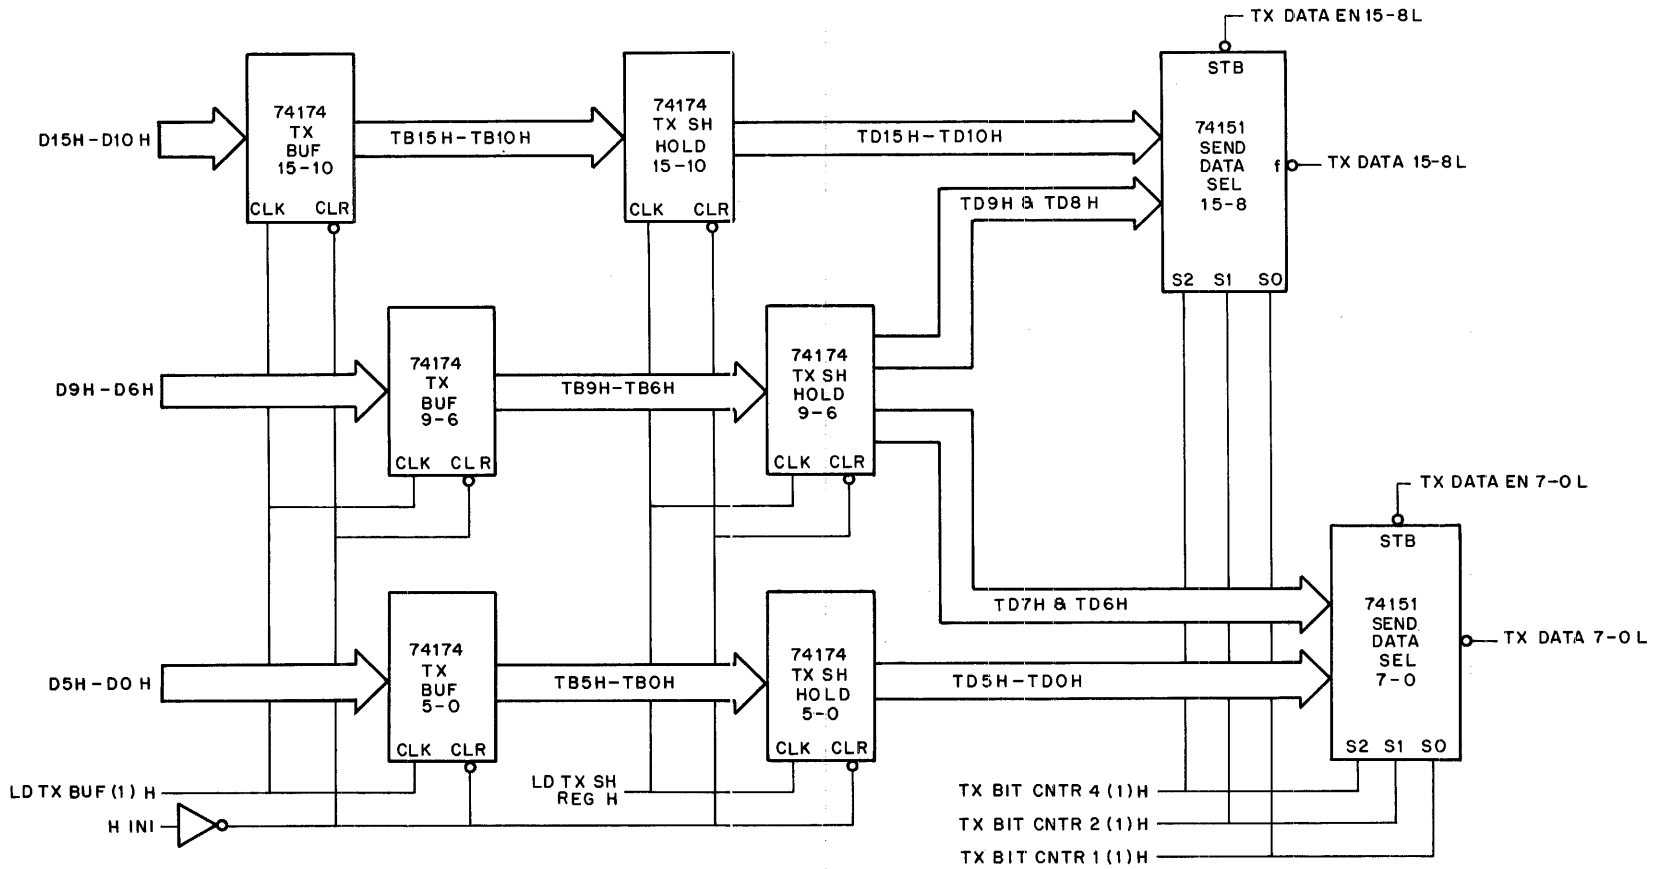 TX DATA EN 15-8 L
STB
74174
TX
BUF
15-10
CLK CLR
74174
TX SH
HOLD
15-10
CLK CLR
74151
SEND
DATA
SEL
15-8
f
S2 S1 S0
D15H-D10 H
TB15H-TB10H
TD15H-TD10H
TX DATA 15-8 L
TD9H & TD8H
D9H-D6H
74174
TX
BUF
9-6
CLK CLR
TB9H-TB6H
74174
TX SH
HOLD
9-6
CLK CLR
TX DATA EN 7-0 L
STB
74151
SEND
DATA
SEL
7-0
S2 S1 S0
TD7H & TD6H
TX DATA 7-0 L
D5H-D0 H
74174
TX
BUF
5-0
CLK CLR
TB5H-TB0H
74174
TX SH
HOLD
5-0
CLK CLR
TD5H-TD0H
LD TX BUF (1) H
H INI
LD TX SH
REG H
TX BIT CNTR 4 (1) H
TX BIT CNTR 2 (1) H
TX BIT CNTR 1 (1) H